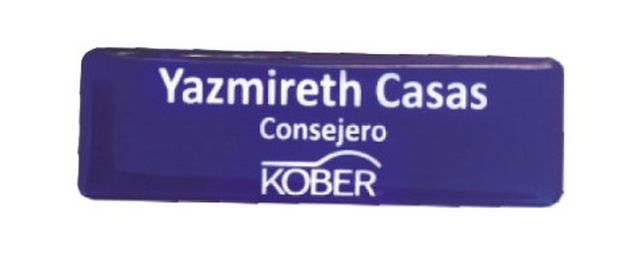 Yazmireth Casas
Consejero
KOBER